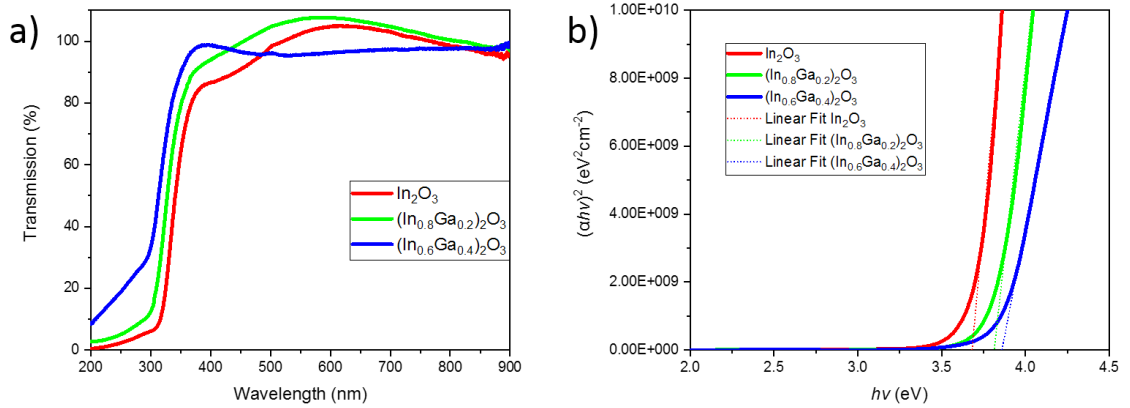 a)
Transmission (%)
100
80
60
40
20
0
In₂O₃
(In₀.₈Ga₀.₂)₂O₃
(In₀.₆Ga₀.₄)₂O₃
200 300 400 500 600 700 800 900
Wavelength (nm)
b)
(αhν)² (eV²cm⁻²)
1.00E+010
8.00E+009
6.00E+009
4.00E+009
2.00E+009
0.00E+000
In₂O₃
(In₀.₈Ga₀.₂)₂O₃
(In₀.₆Ga₀.₄)₂O₃
Linear Fit In₂O₃
Linear Fit (In₀.₈Ga₀.₂)₂O₃
Linear Fit (In₀.₆Ga₀.₄)₂O₃
2.0 2.5 3.0 3.5 4.0 4.5
hν (eV)